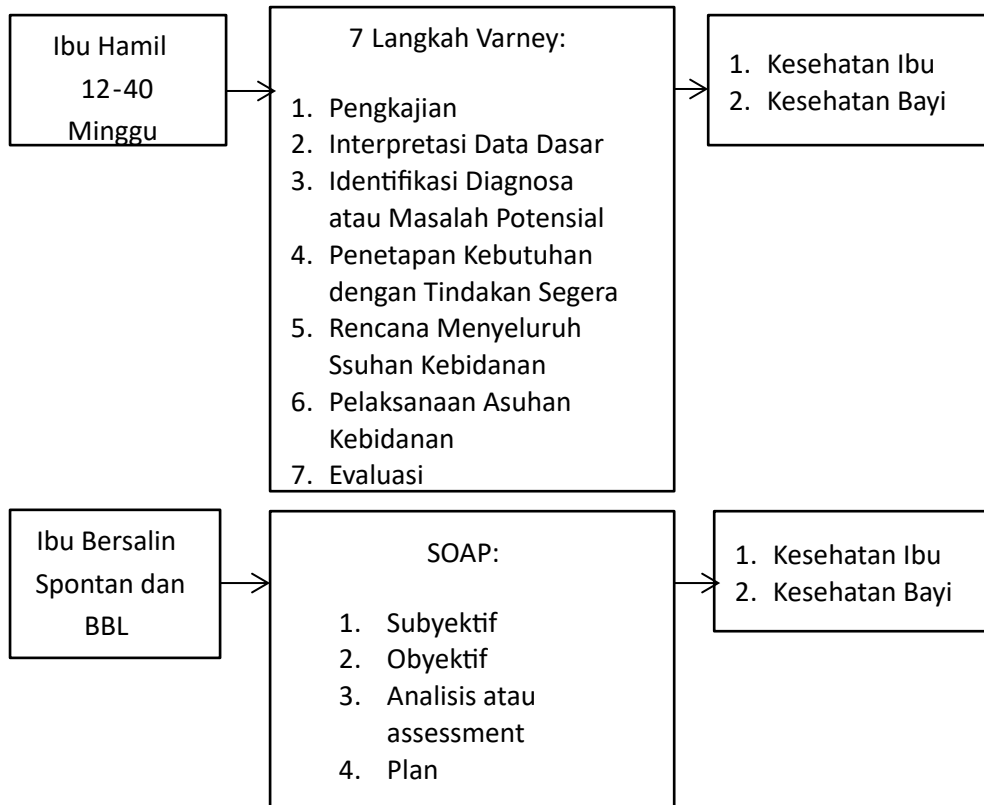 Ibu Hamil
12-40
Minggu
7 Langkah Varney:
1. Pengkajian
2. Interpretasi Data Dasar
3. Identifikasi Diagnosa
atau Masalah Potensial
4. Penetapan Kebutuhan
dengan Tindakan Segera
5. Rencana Menyeluruh
Ssuhan Kebidanan
6. Pelaksanaan Asuhan
Kebidanan
7. Evaluasi
1. Kesehatan Ibu
2. Kesehatan Bayi
Ibu Bersalin
Spontan dan
BBL
SOAP:
1. Subyektif
2. Obyektif
3. Analisis atau
assessment
4. Plan
1. Kesehatan Ibu
2. Kesehatan Bayi